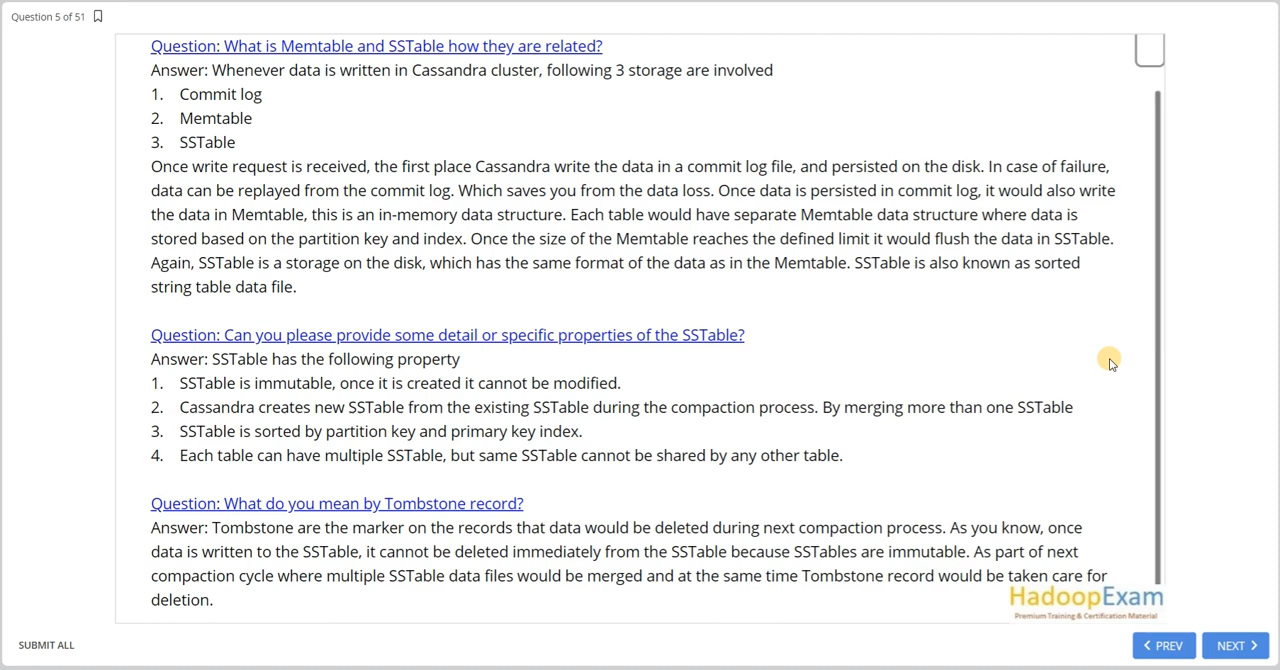 Question 5 of 51
Question: What is Memtable and SSTable how they are related?
Answer: Whenever data is written in Cassandra cluster, following 3 storage are involved
1. Commit log
2. Memtable
3. SSTable
Once write request is received, the first place Cassandra write the data in a commit log file, and persisted on the disk. In case of failure,
data can be replayed from the commit log. Which saves you from the data loss. Once data is persisted in commit log, it would also write
the data in Memtable, this is an in-memory data structure. Each table would have separate Memtable data structure where data is
stored based on the partition key and index. Once the size of the Memtable reaches the defined limit it would flush the data in SSTable.
Again, SSTable is a storage on the disk, which has the same format of the data as in the Memtable. SSTable is also known as sorted
string table data file.
Question: Can you please provide some detail or specific properties of the SSTable?
Answer: SSTable has the following property
1. SSTable is immutable, once it is created it cannot be modified.
2. Cassandra creates new SSTable from the existing SSTable during the compaction process. By merging more than one SSTable
3. SSTable is sorted by partition key and primary key index.
4. Each table can have multiple SSTable, but same SSTable cannot be shared by any other table.
Question: What do you mean by Tombstone record?
Answer: Tombstone are the marker on the records that data would be deleted during next compaction process. As you know, once
data is written to the SSTable, it cannot be deleted immediately from the SSTable because SSTables are immutable. As part of next
compaction cycle where multiple SSTable data files would be merged and at the same time Tombstone record would be taken care for
deletion.
HadoopExam
Premium Training & Certification Material
SUBMIT ALL
PREV
NEXT